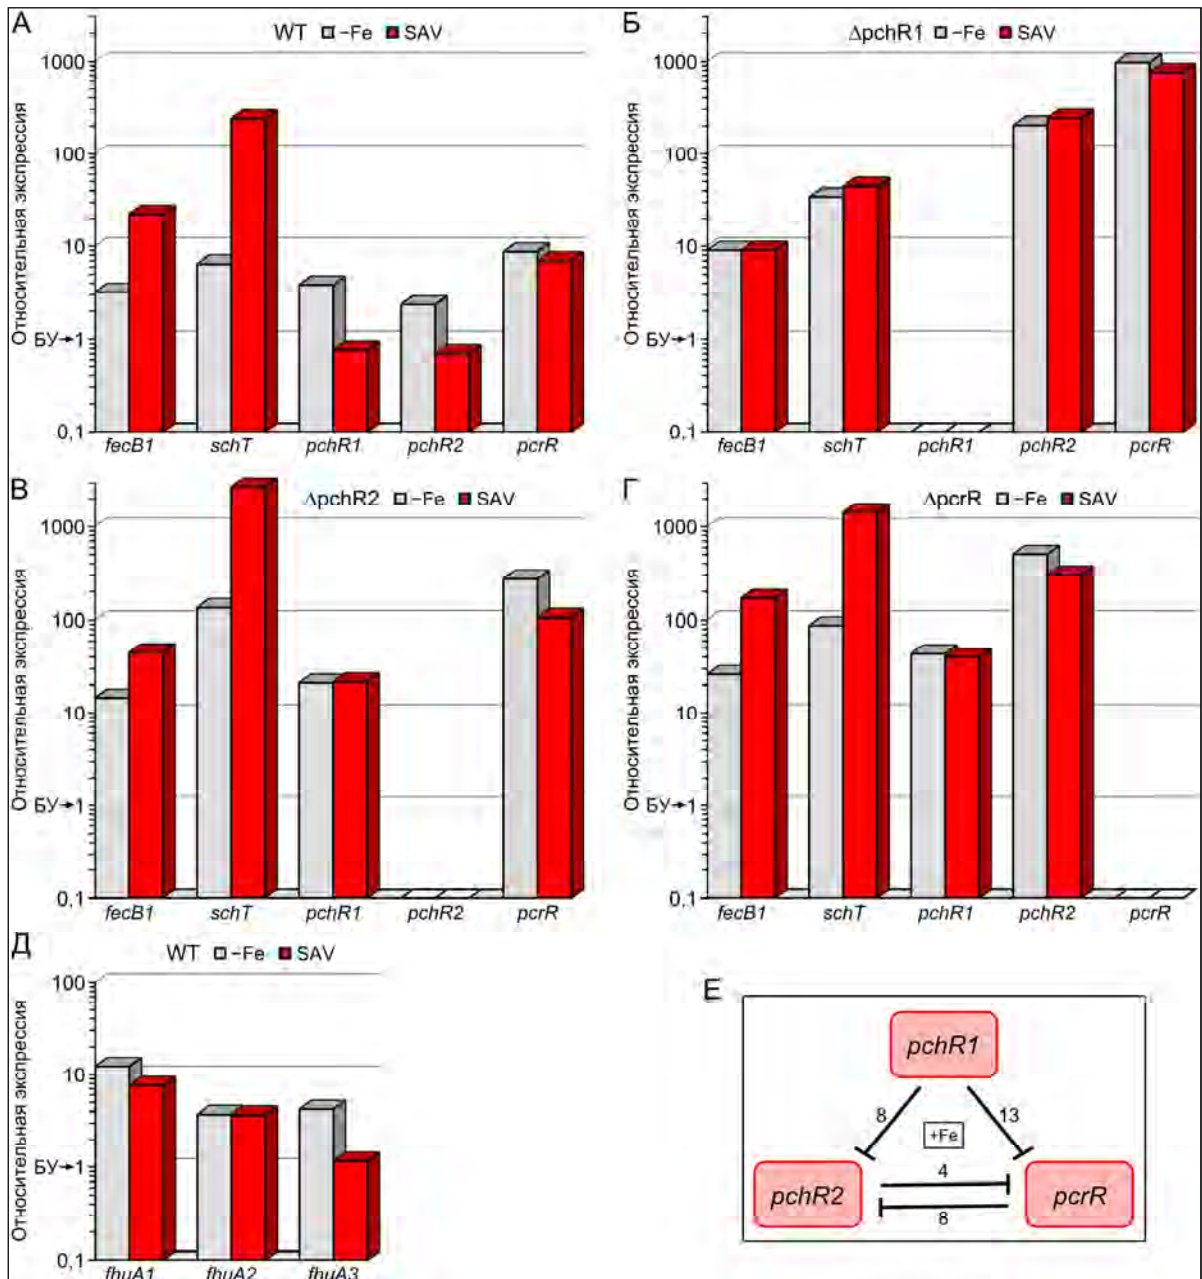 А
WT −Fe SAV
Относительная экспрессия
1000
100
10
БУ→1
0,1
fecB1 schT pchR1 pchR2 pcrR
Б
ΔpchR1 −Fe SAV
Относительная экспрессия
1000
100
10
БУ→1
0,1
fecB1 schT pchR1 pchR2 pcrR
В
ΔpchR2 −Fe SAV
Относительная экспрессия
1000
100
10
БУ→1
0,1
fecB1 schT pchR1 pchR2 pcrR
Г
ΔpcrR −Fe SAV
Относительная экспрессия
1000
100
10
БУ→1
0,1
fecB1 schT pchR1 pchR2 pcrR
Д
WT −Fe SAV
Относительная экспрессия
100
10
БУ→1
0,1
fhuA1 fhuA2 fhuA3
Е
pchR1
8 +Fe 13
pchR2 4 pcrR
8